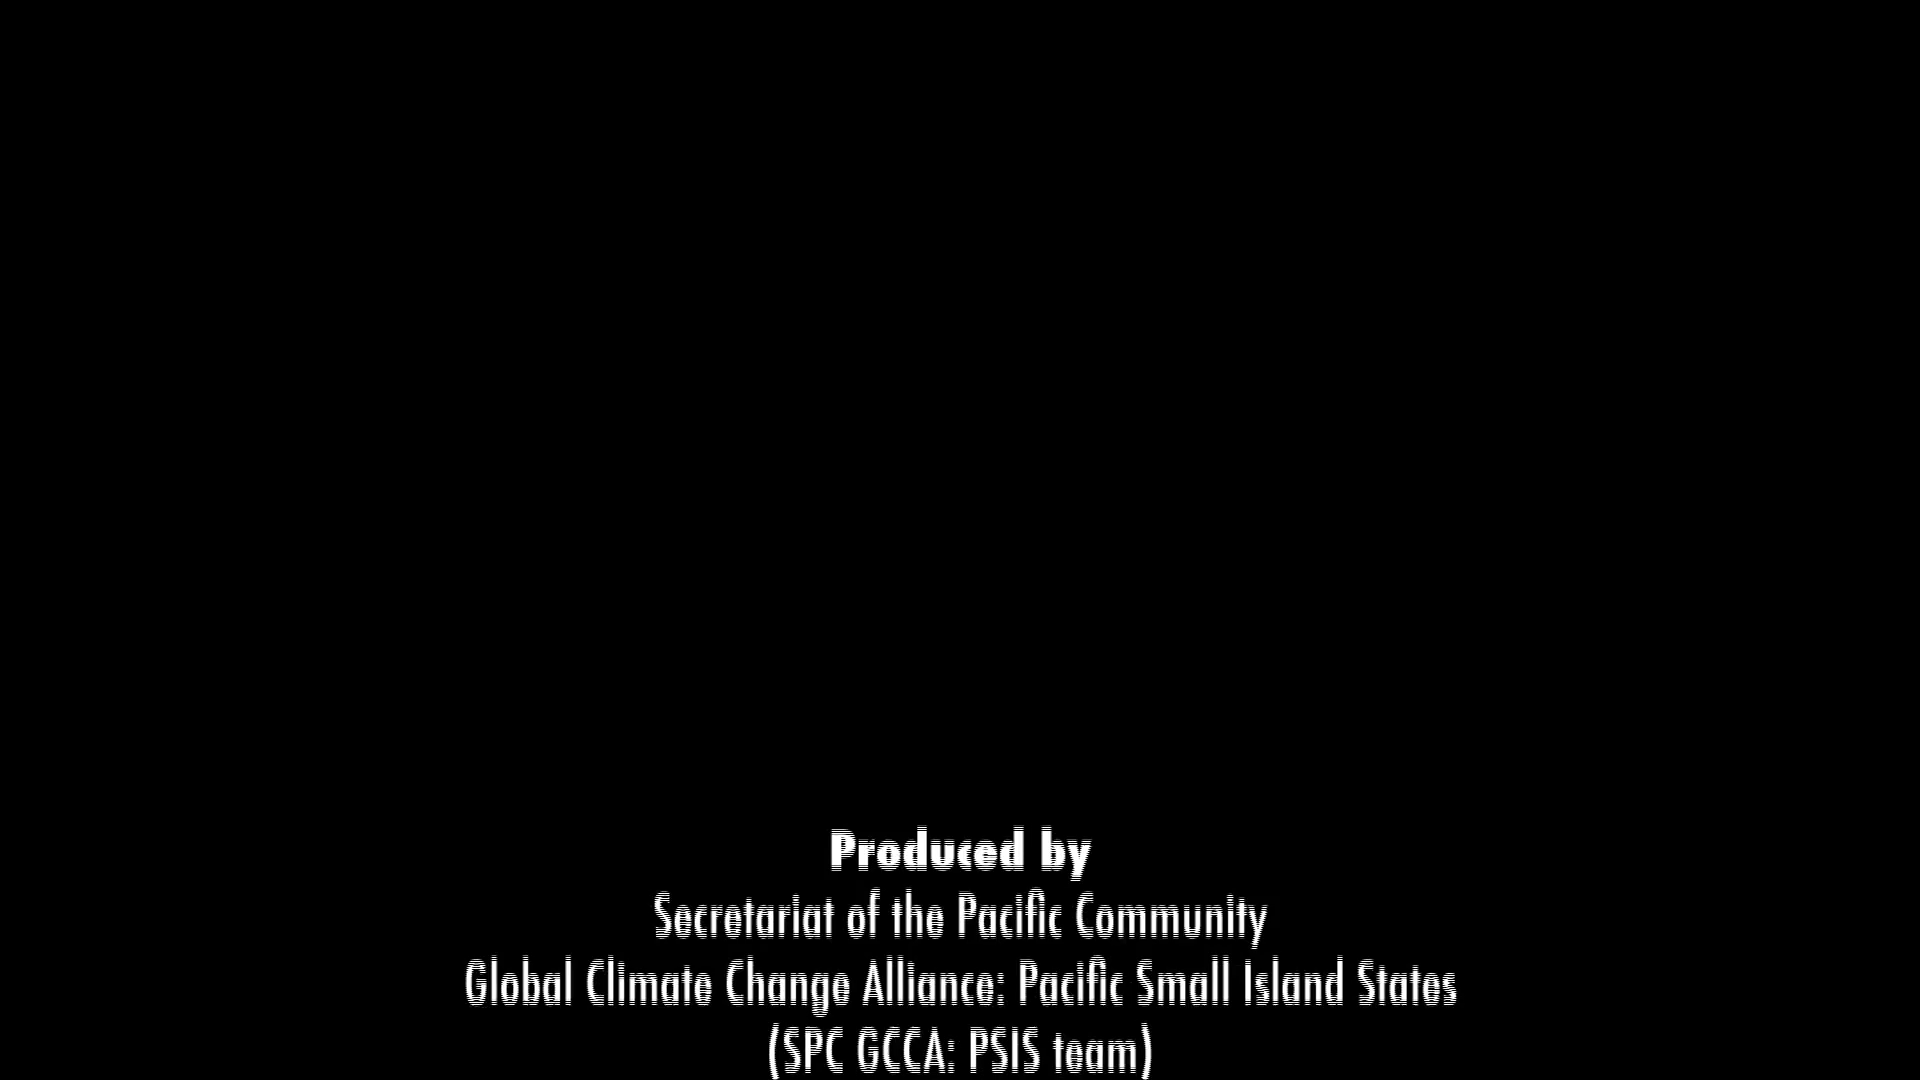 Produced by
Secretariat of the Pacific Community
Global Climate Change Alliance: Pacific Small Island States
(SPC GCCA: PSIS team)